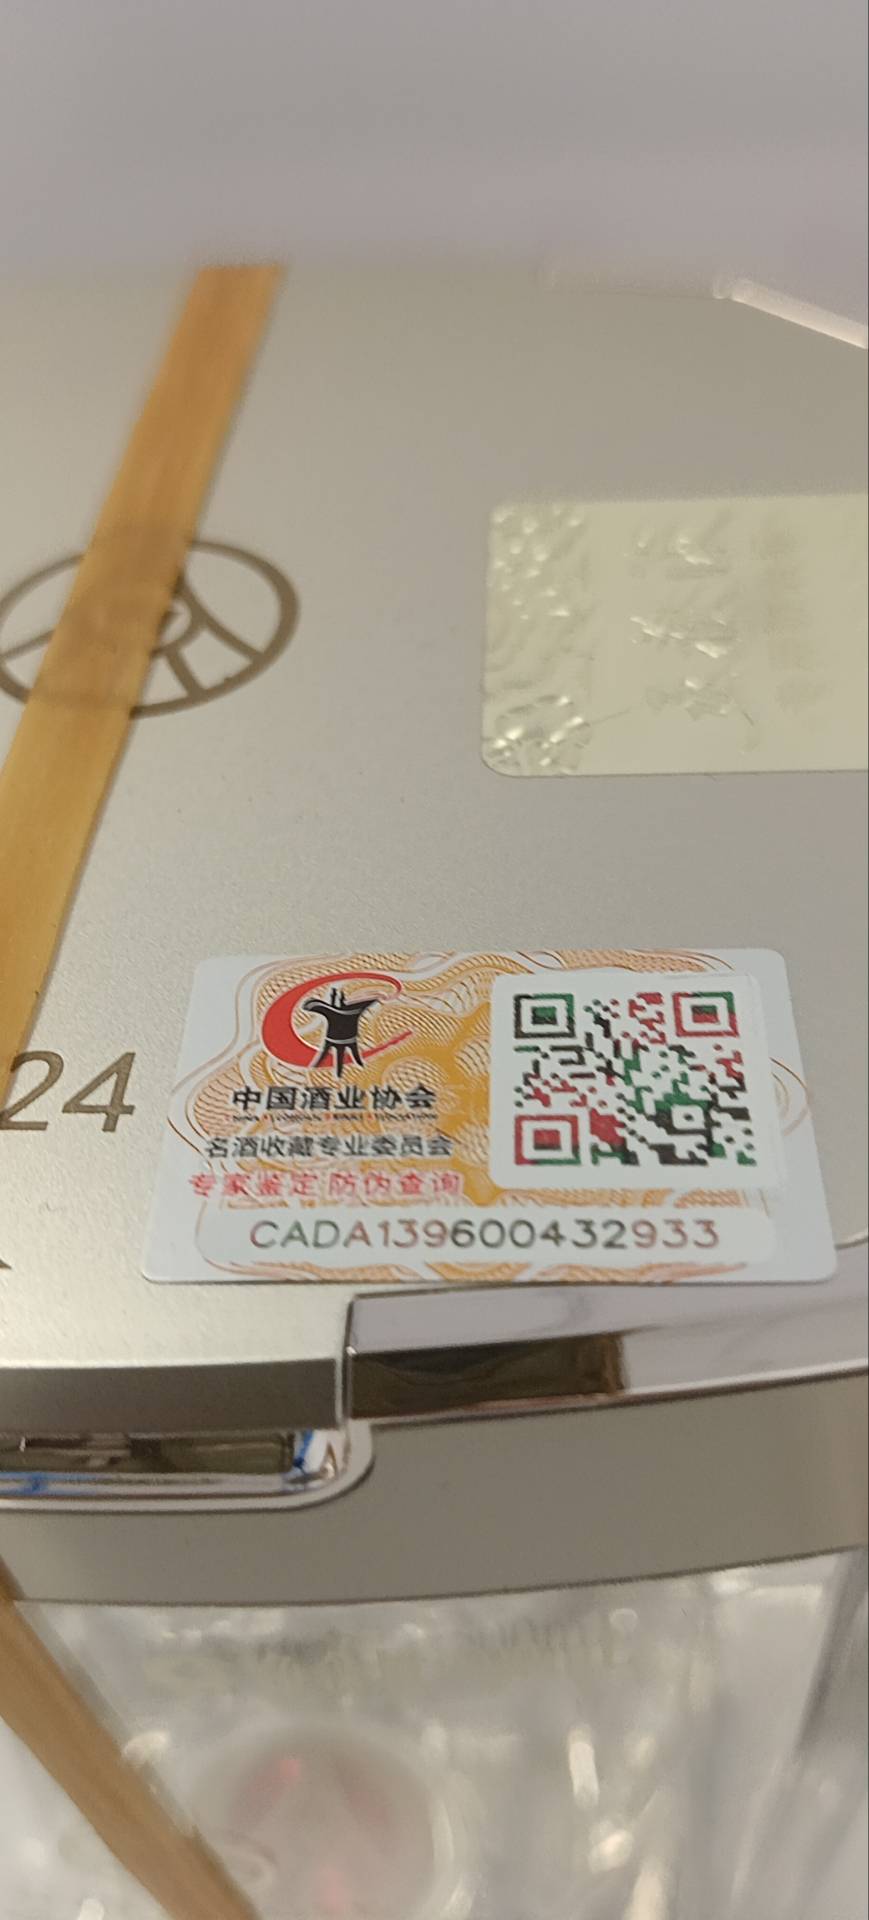 24
中国酒业协会
名酒收藏专业委员会
专家鉴定 防伪查询
CADA139600432933